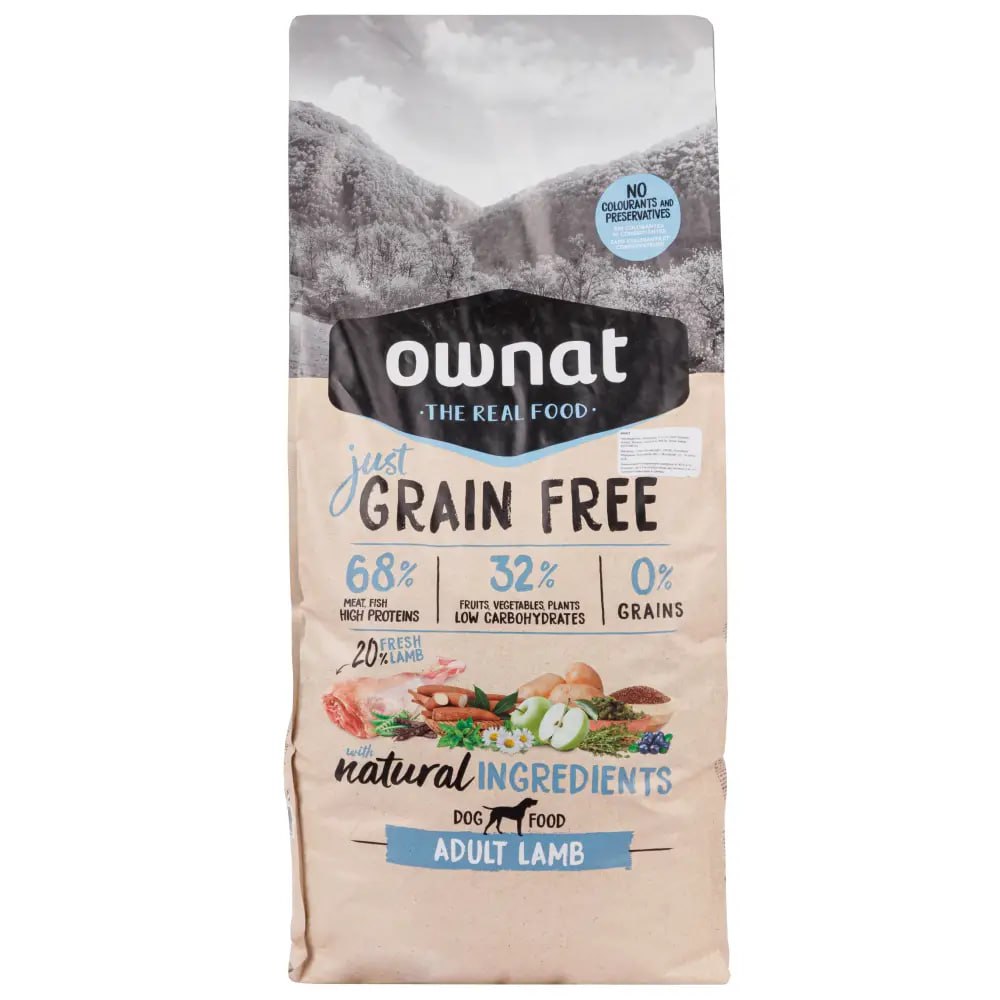 NO
COLOURANTS AND
PRESERVATIVES
ownat
·THE REAL FOOD·
just
GRAIN FREE
68%
MEAT, FISH
HIGH PROTEINS
32%
FRUITS, VEGETABLES, PLANTS
LOW CARBOHYDRATES
0%
GRAINS
20% FRESH
LAMB
with
natural INGREDIENTS
DOG FOOD
ADULT LAMB